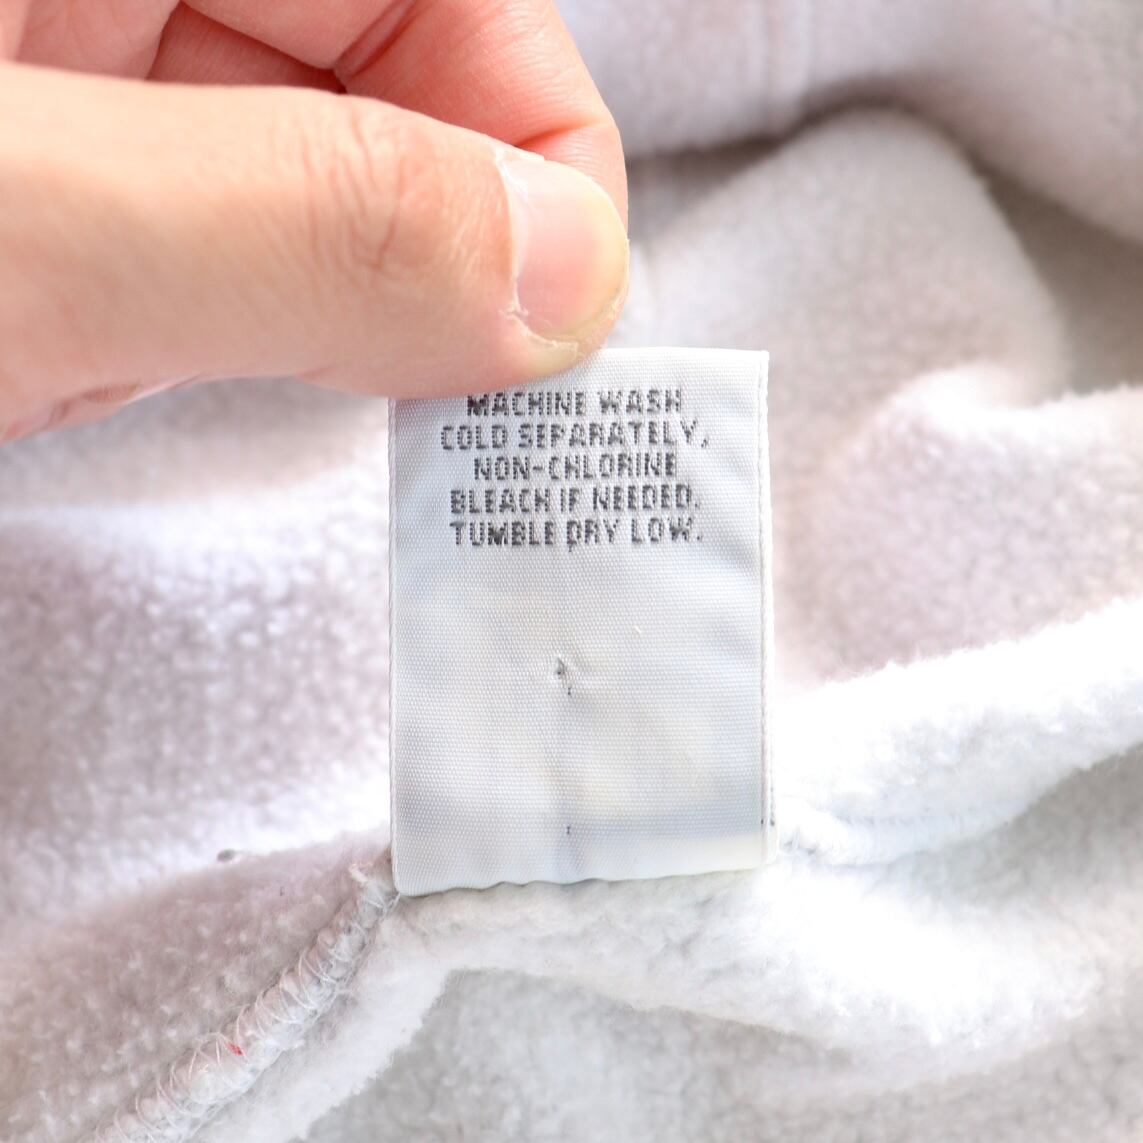 MACHINE WASH
COLD SEPARATELY,
NON-CHLORINE
BLEACH IF NEEDED.
TUMBLE DRY LOW.